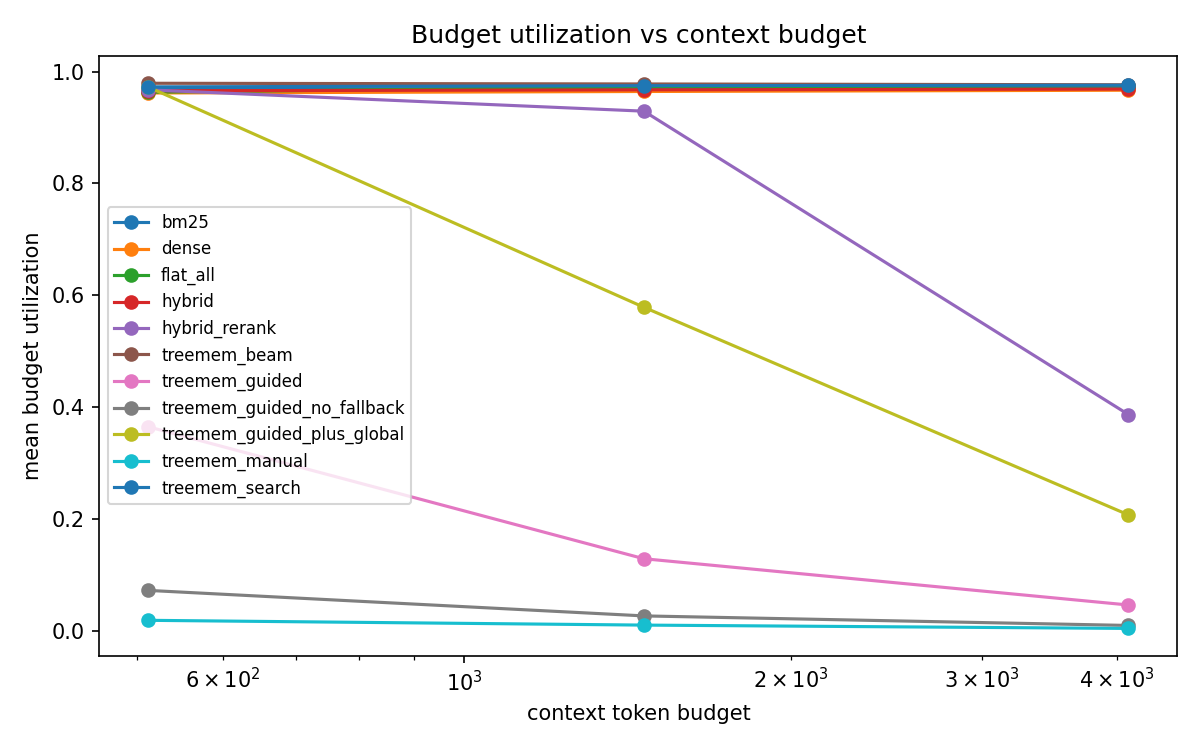 Budget utilization vs context budget
mean budget utilization
1.0
0.8
0.6
0.4
0.2
0.0
bm25
dense
flat_all
hybrid
hybrid_rerank
treemem_beam
treemem_guided
treemem_guided_no_fallback
treemem_guided_plus_global
treemem_manual
treemem_search
6 × 10² 10³ 2 × 10³ 3 × 10³ 4 × 10³
context token budget